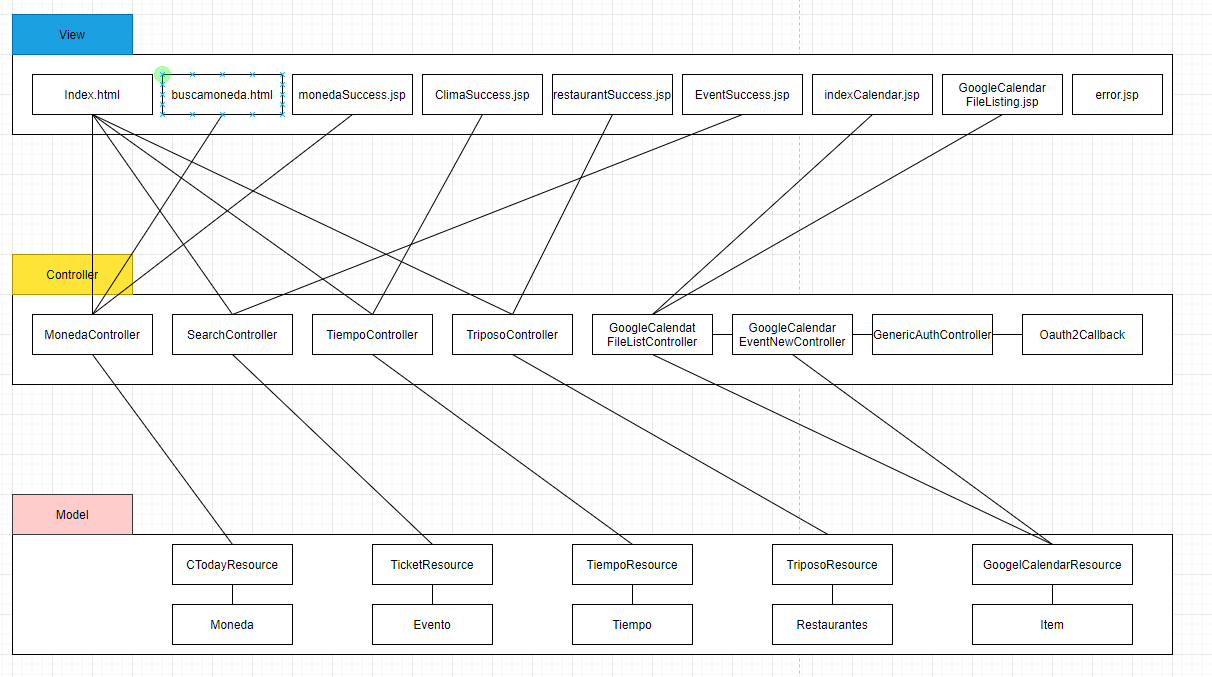 View
Index.html
buscamoneda.html
monedaSuccess.jsp
ClimaSuccess.jsp
restaurantSuccess.jsp
EventSuccess.jsp
indexCalendar.jsp
GoogleCalendar
FileListing.jsp
error.jsp
Controller
MonedaController
SearchController
TiempoController
TriposoController
GoogleCalendat
FileListController
GoogleCalendar
EventNewController
GenericAuthController
Oauth2Callback
Model
CTodayResource
TicketResource
TiempoResource
TriposoResource
GoogelCalendarResource
Moneda
Evento
Tiempo
Restaurantes
Item